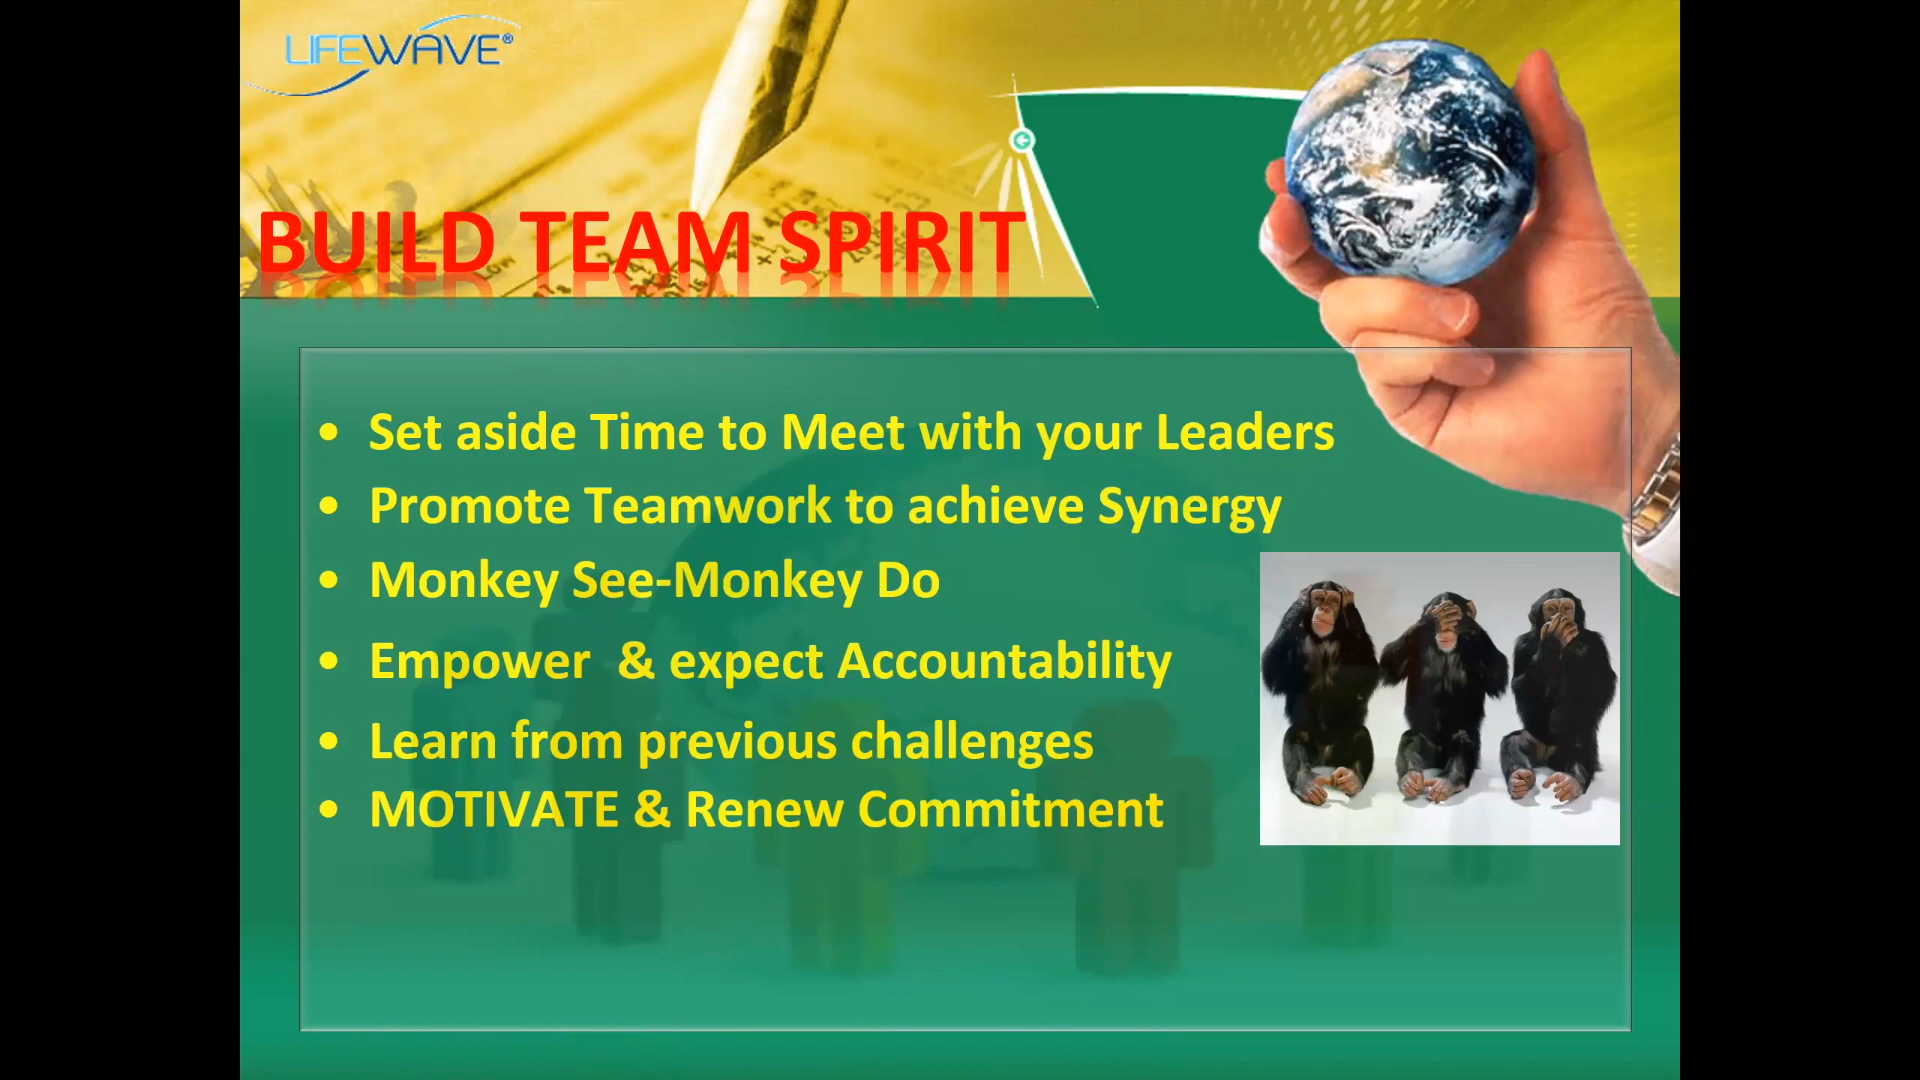 LIFEWAVE®
BUILD TEAM SPIRIT
• Set aside Time to Meet with your Leaders
• Promote Teamwork to achieve Synergy
• Monkey See-Monkey Do
• Empower  & expect Accountability
• Learn from previous challenges
• MOTIVATE & Renew Commitment